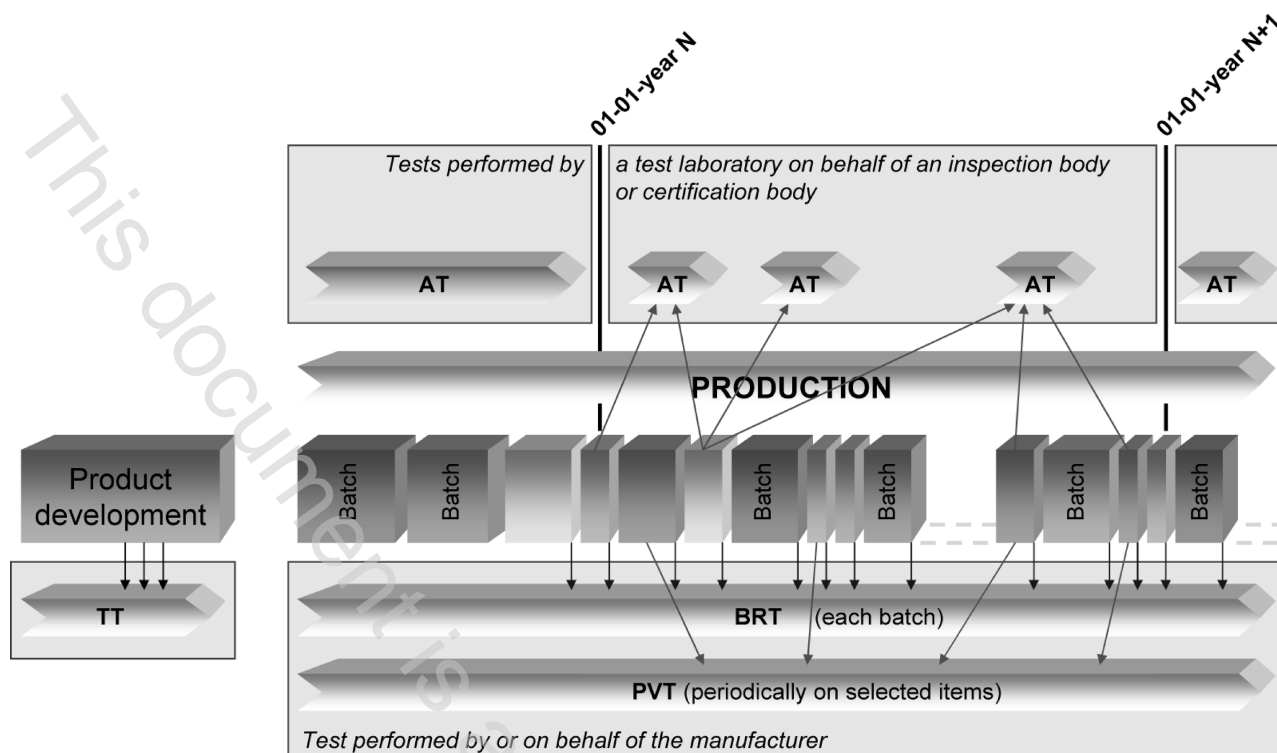 01-01-year N
01-01-year N+1
Tests performed by
a test laboratory on behalf of an inspection body
or certification body
AT
AT
AT
AT
AT
PRODUCTION
Product
development
Batch
Batch
Batch
Batch
Batch
Batch
TT
BRT (each batch)
PVT (periodically on selected items)
Test performed by or on behalf of the manufacturer
This document is a